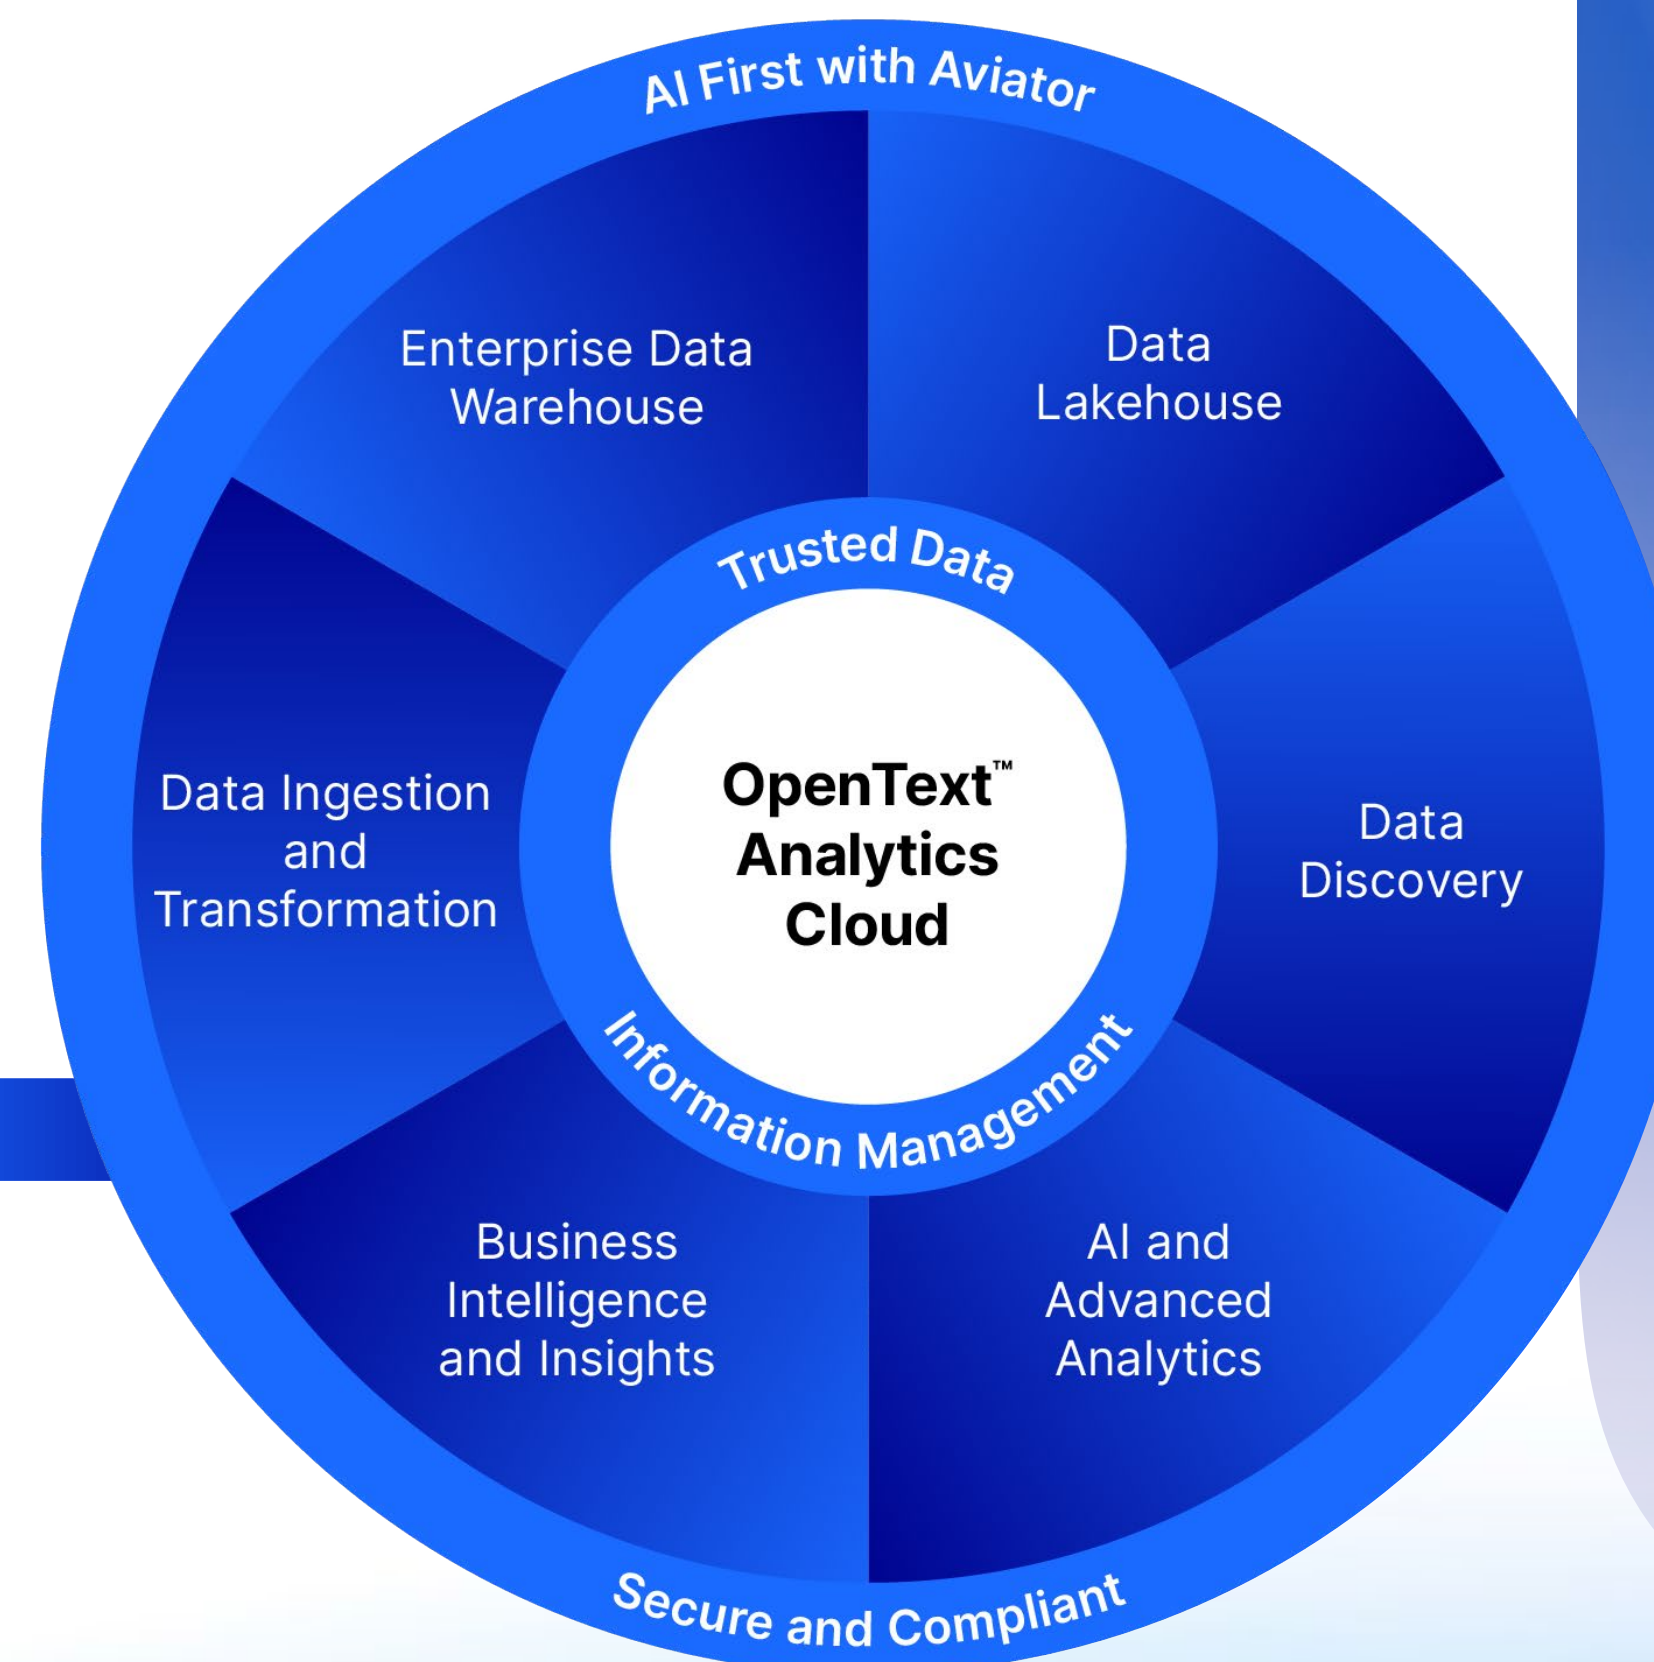 AI First with Aviator
Enterprise Data
Warehouse
Data
Lakehouse
Trusted Data
Data Ingestion
and
Transformation
OpenText™
Analytics
Cloud
Data
Discovery
Information Management
Business
Intelligence
and Insights
AI and
Advanced
Analytics
Secure and Compliant